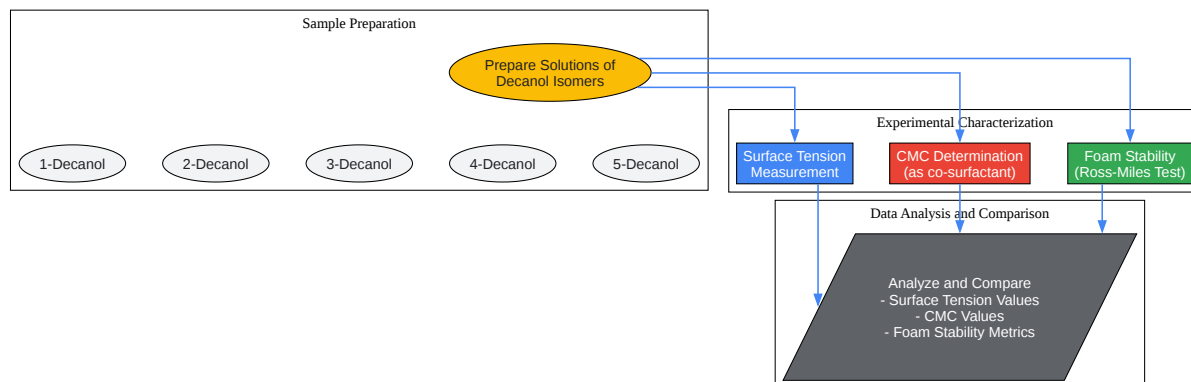 Sample Preparation
Prepare Solutions of
Decanol Isomers
1-Decanol
2-Decanol
3-Decanol
4-Decanol
5-Decanol
Experimental Characterization
Surface Tension
Measurement
CMC Determination
(as co-surfactant)
Foam Stability
(Ross-Miles Test)
Data Analysis and Comparison
Analyze and Compare
- Surface Tension Values
- CMC Values
- Foam Stability Metrics